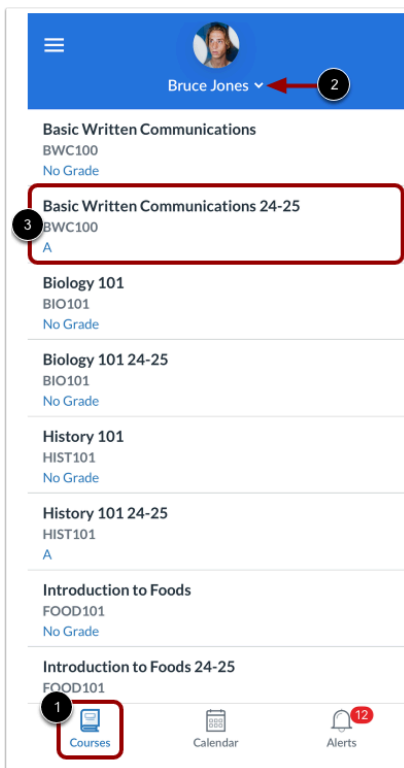 Bruce Jones
2
Basic Written Communications
BWC100
No Grade
Basic Written Communications 24-25
3
BWC100
A
Biology 101
BIO101
No Grade
Biology 101 24-25
BIO101
No Grade
History 101
HIST101
No Grade
History 101 24-25
HIST101
A
Introduction to Foods
FOOD101
No Grade
Introduction to Foods 24-25
FOOD101
1
12
Courses
Calendar
Alerts